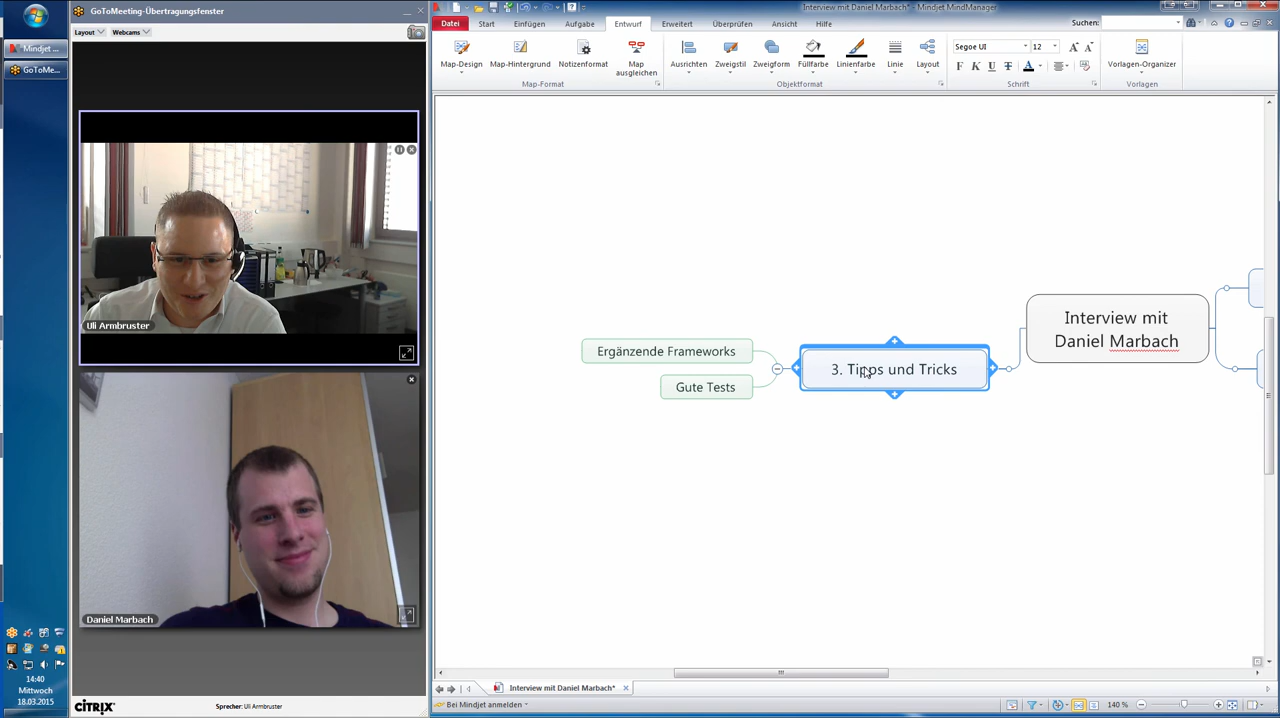 GoToMeeting-Übertragungsfenster
Layout
Webcams
Mindjet ...
GoToMe...
Uli Armbruster
Daniel Marbach
14:40
Mittwoch
18.03.2015
CİTRIX
Sprecher: Uli Armbruster
Interview mit Daniel Marbach* - Mindjet MindManager
Datei
Start
Einfügen
Aufgabe
Entwurf
Erweitert
Überprüfen
Ansicht
Hilfe
Suchen:
Map-Design
Map-Hintergrund
Notizenformat
Map
ausgleichen
Ausrichten
Zweigstil
Zweigform
Füllfarbe
Linienfarbe
Linie
Layout
Segoe UI
12
F K U
Vorlagen-Organizer
Map-Format
Objektformat
Schrift
Vorlagen
Ergänzende Frameworks
Gute Tests
3. Tipps und Tricks
Interview mit
Daniel Marbach
Interview mit Daniel Marbach*
Bei Mindjet anmelden
140 %